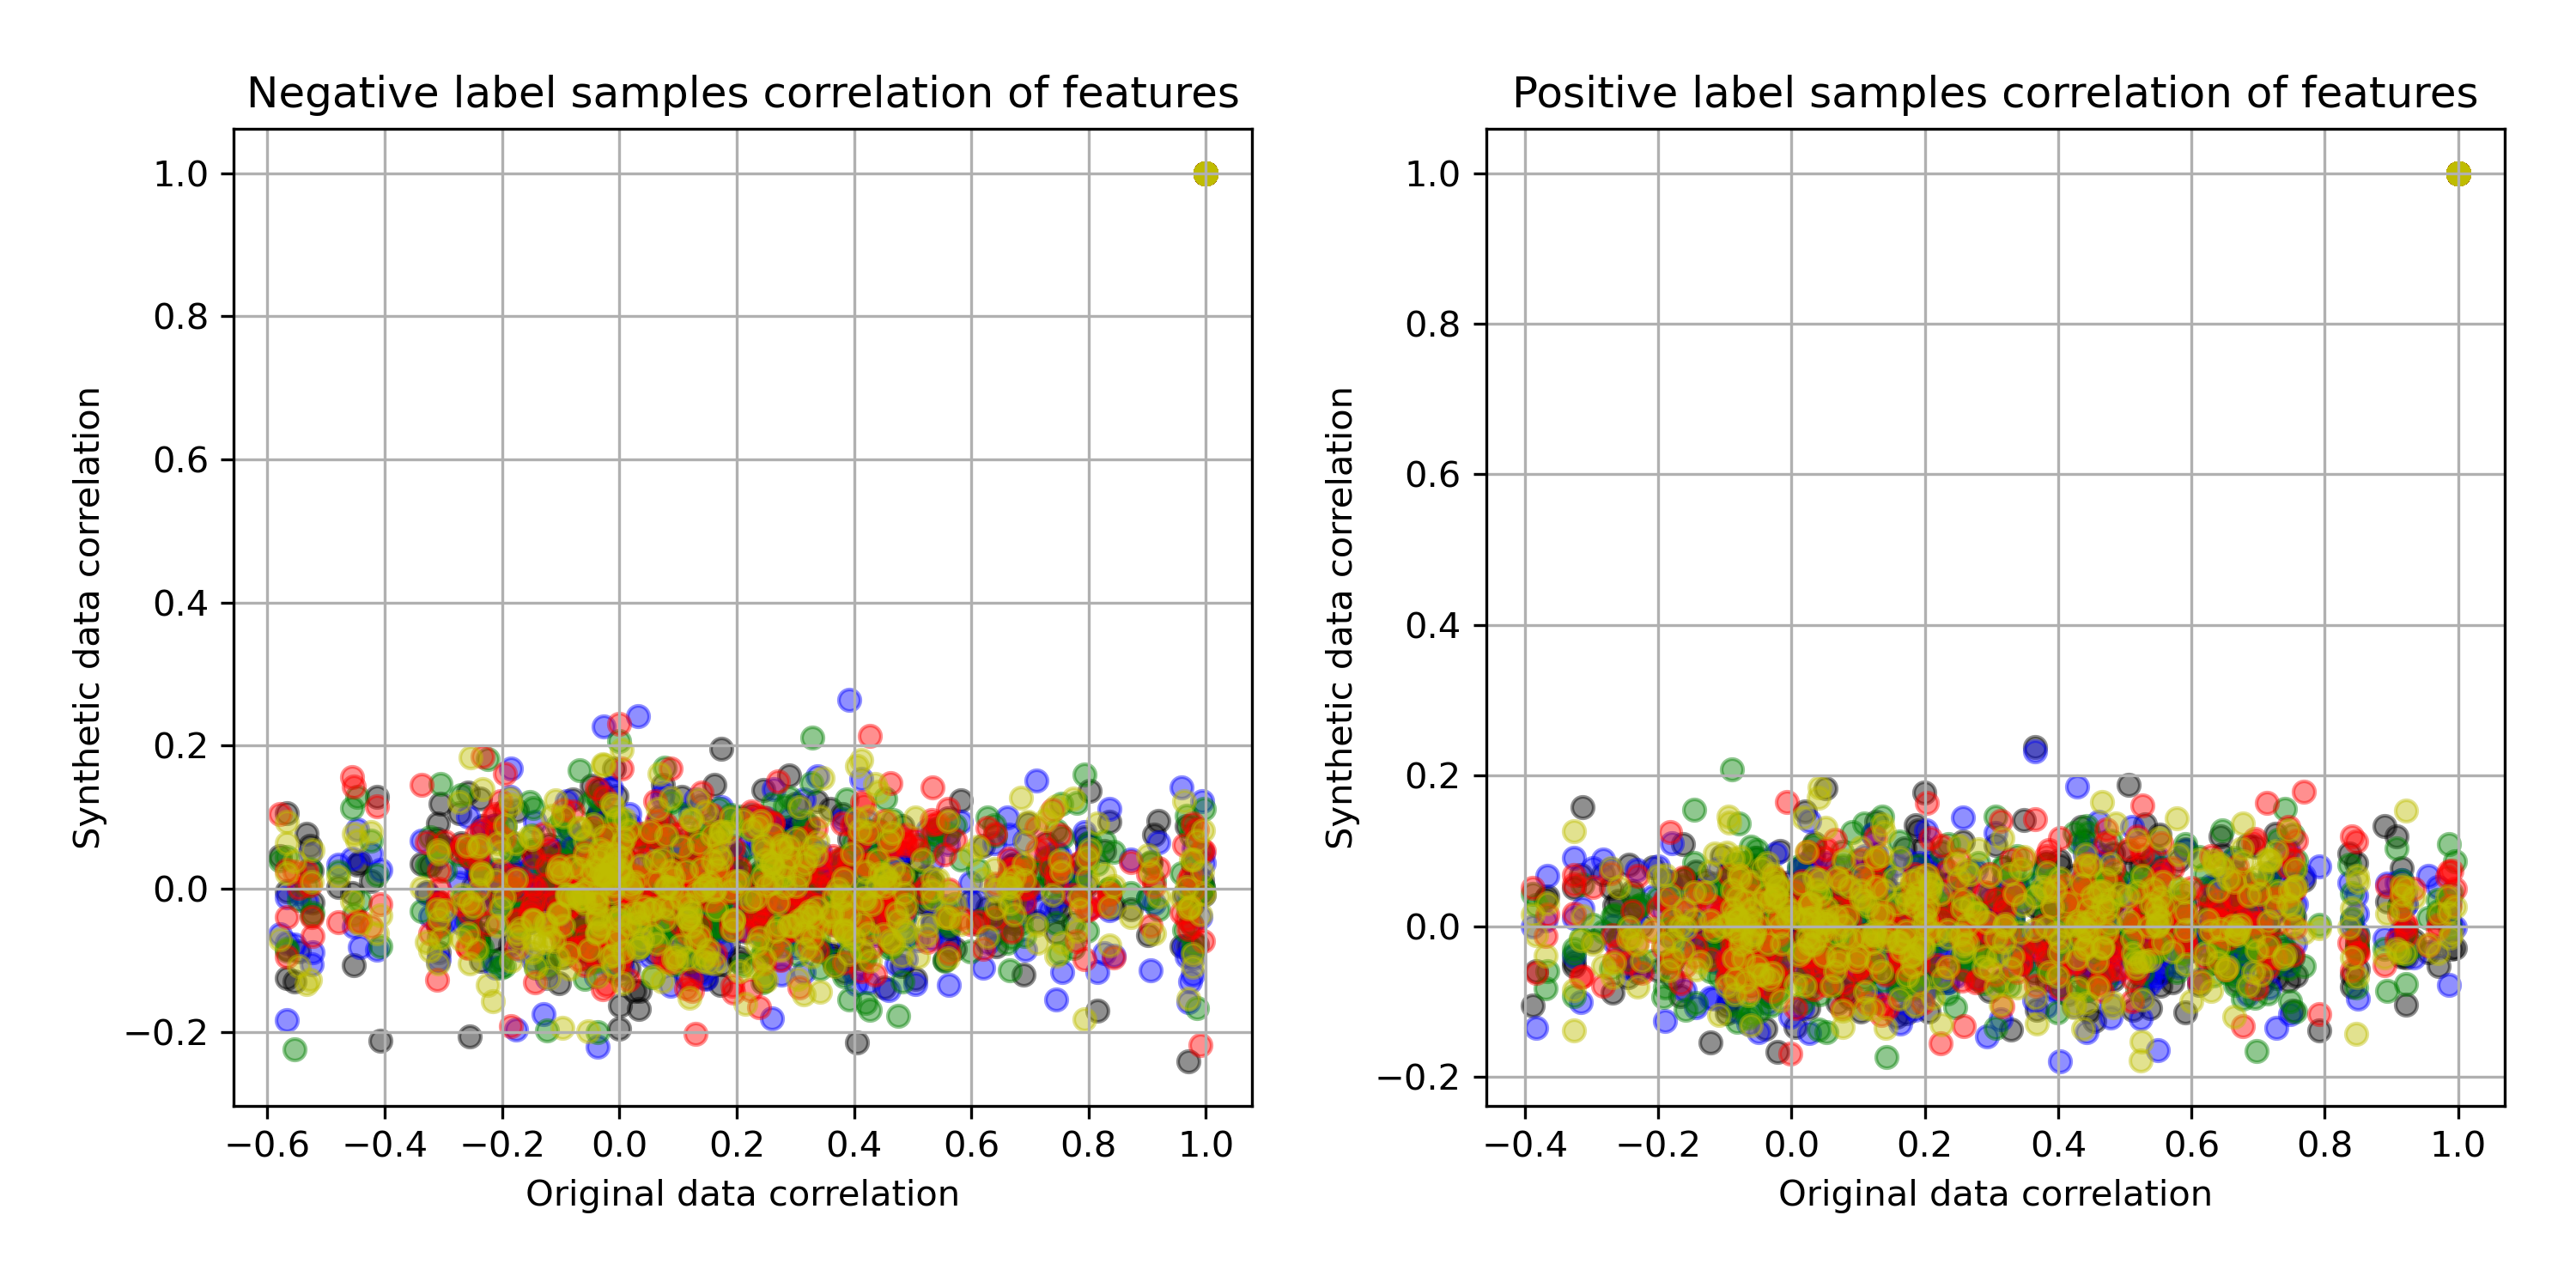 Negative label samples correlation of features
1.0
0.8
0.6
0.4
0.2
0.0
−0.2
Synthetic data correlation
−0.6 −0.4 −0.2 0.0 0.2 0.4 0.6 0.8 1.0
Original data correlation
Positive label samples correlation of features
1.0
0.8
0.6
0.4
0.2
0.0
−0.2
Synthetic data correlation
−0.4 −0.2 0.0 0.2 0.4 0.6 0.8 1.0
Original data correlation